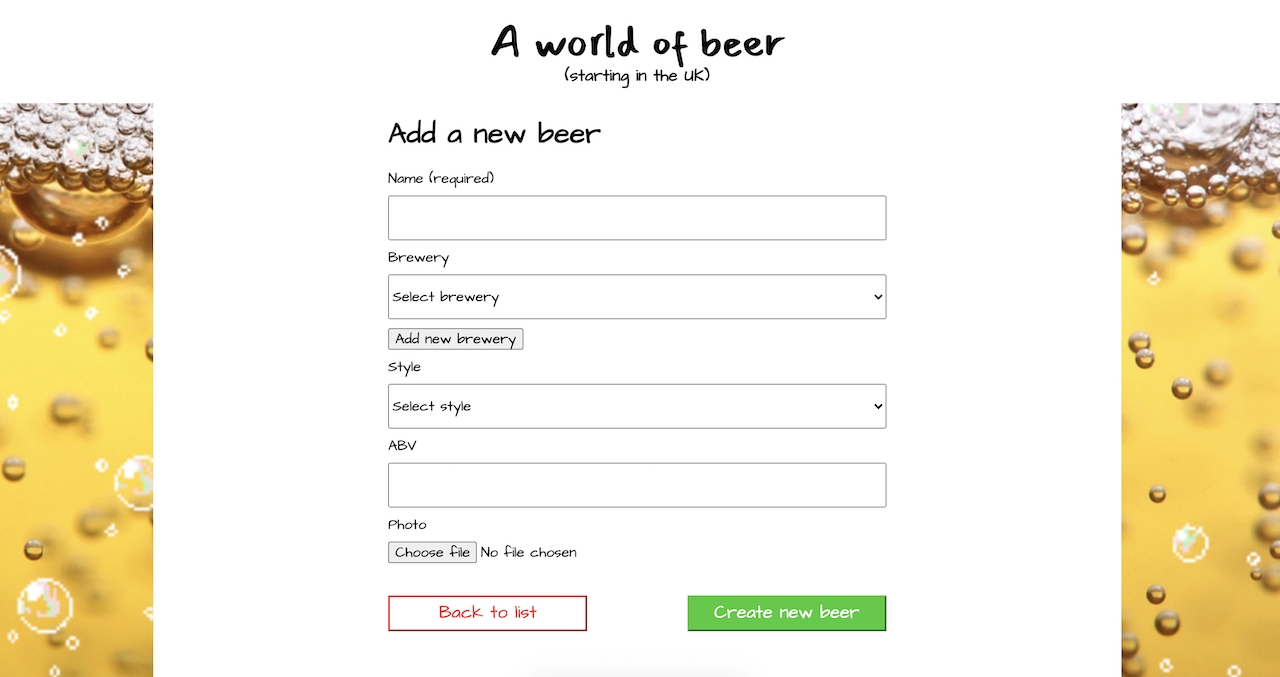 A world of beer
(starting in the UK)
Add a new beer
Name (required)
Brewery
Select brewery
Add new brewery
Style
Select style
ABV
Photo
Choose file No file chosen
Back to list Create new beer